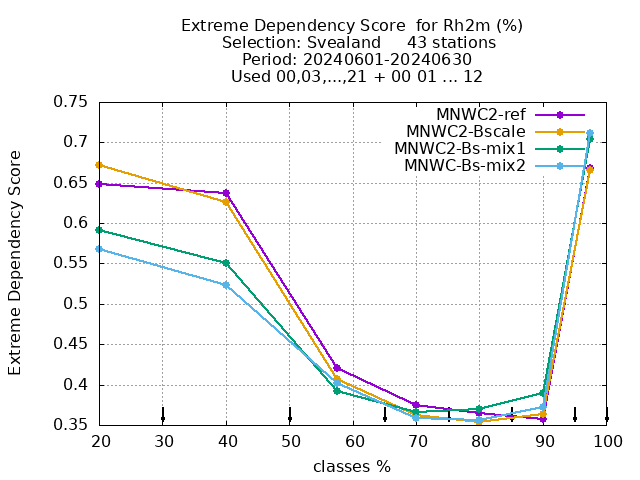 Extreme Dependency Score  for Rh2m (%)
Selection: Svealand     43 stations
Period: 20240601-20240630
Used 00,03,...,21 + 00 01 ... 12
MNWC2-ref
MNWC2-Bscale
MNWC2-Bs-mix1
MNWC-Bs-mix2
Extreme Dependency Score
0.75
0.7
0.65
0.6
0.55
0.5
0.45
0.4
0.35
20 30 40 50 60 70 80 90 100
classes %